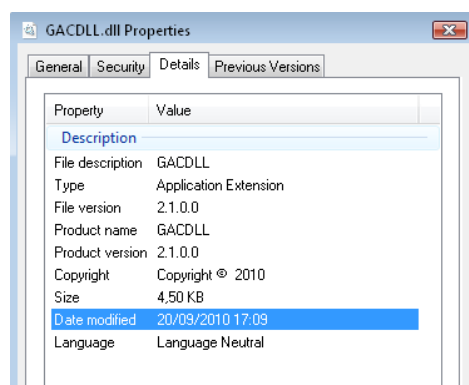 GACDLL.dll Properties
General Security Details Previous Versions
Property Value
Description
File description GACDLL
Type Application Extension
File version 2.1.0.0
Product name GACDLL
Product version 2.1.0.0
Copyright Copyright © 2010
Size 4,50 KB
Date modified 20/09/2010 17:09
Language Language Neutral